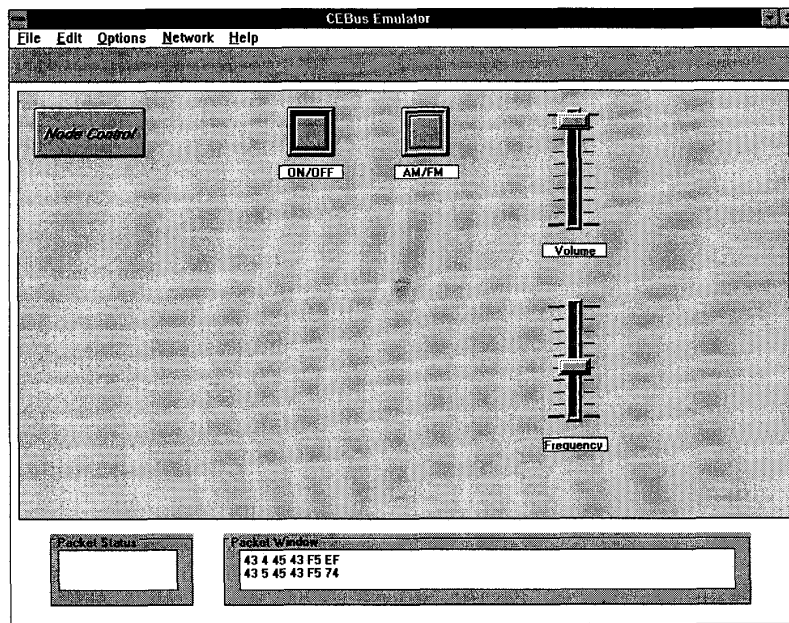 CEBus Emulator
File Edit Options Network Help
Node Control
ON/OFF
AM/FM
Volume
Frequency
Packet Status
Packet Window
43 4 45 43 F5 EF
43 5 45 43 F5 74